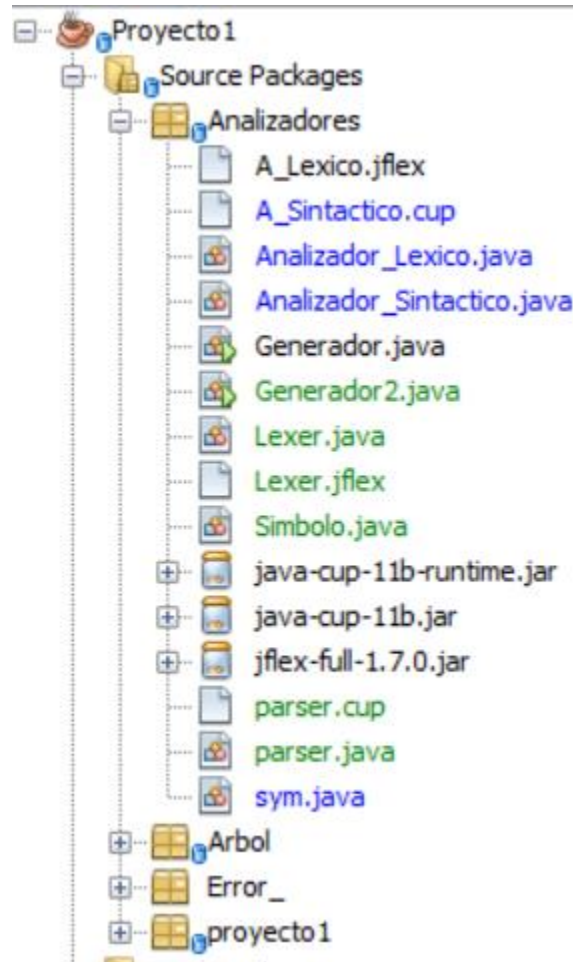 Proyecto1
Source Packages
Analizadores
A_Lexico.jflex
A_Sintactico.cup
Analizador_Lexico.java
Analizador_Sintactico.java
Generador.java
Generador2.java
Lexer.java
Lexer.jflex
Simbolo.java
java-cup-11b-runtime.jar
java-cup-11b.jar
jflex-full-1.7.0.jar
parser.cup
parser.java
sym.java
Arbol
Error_
proyecto1